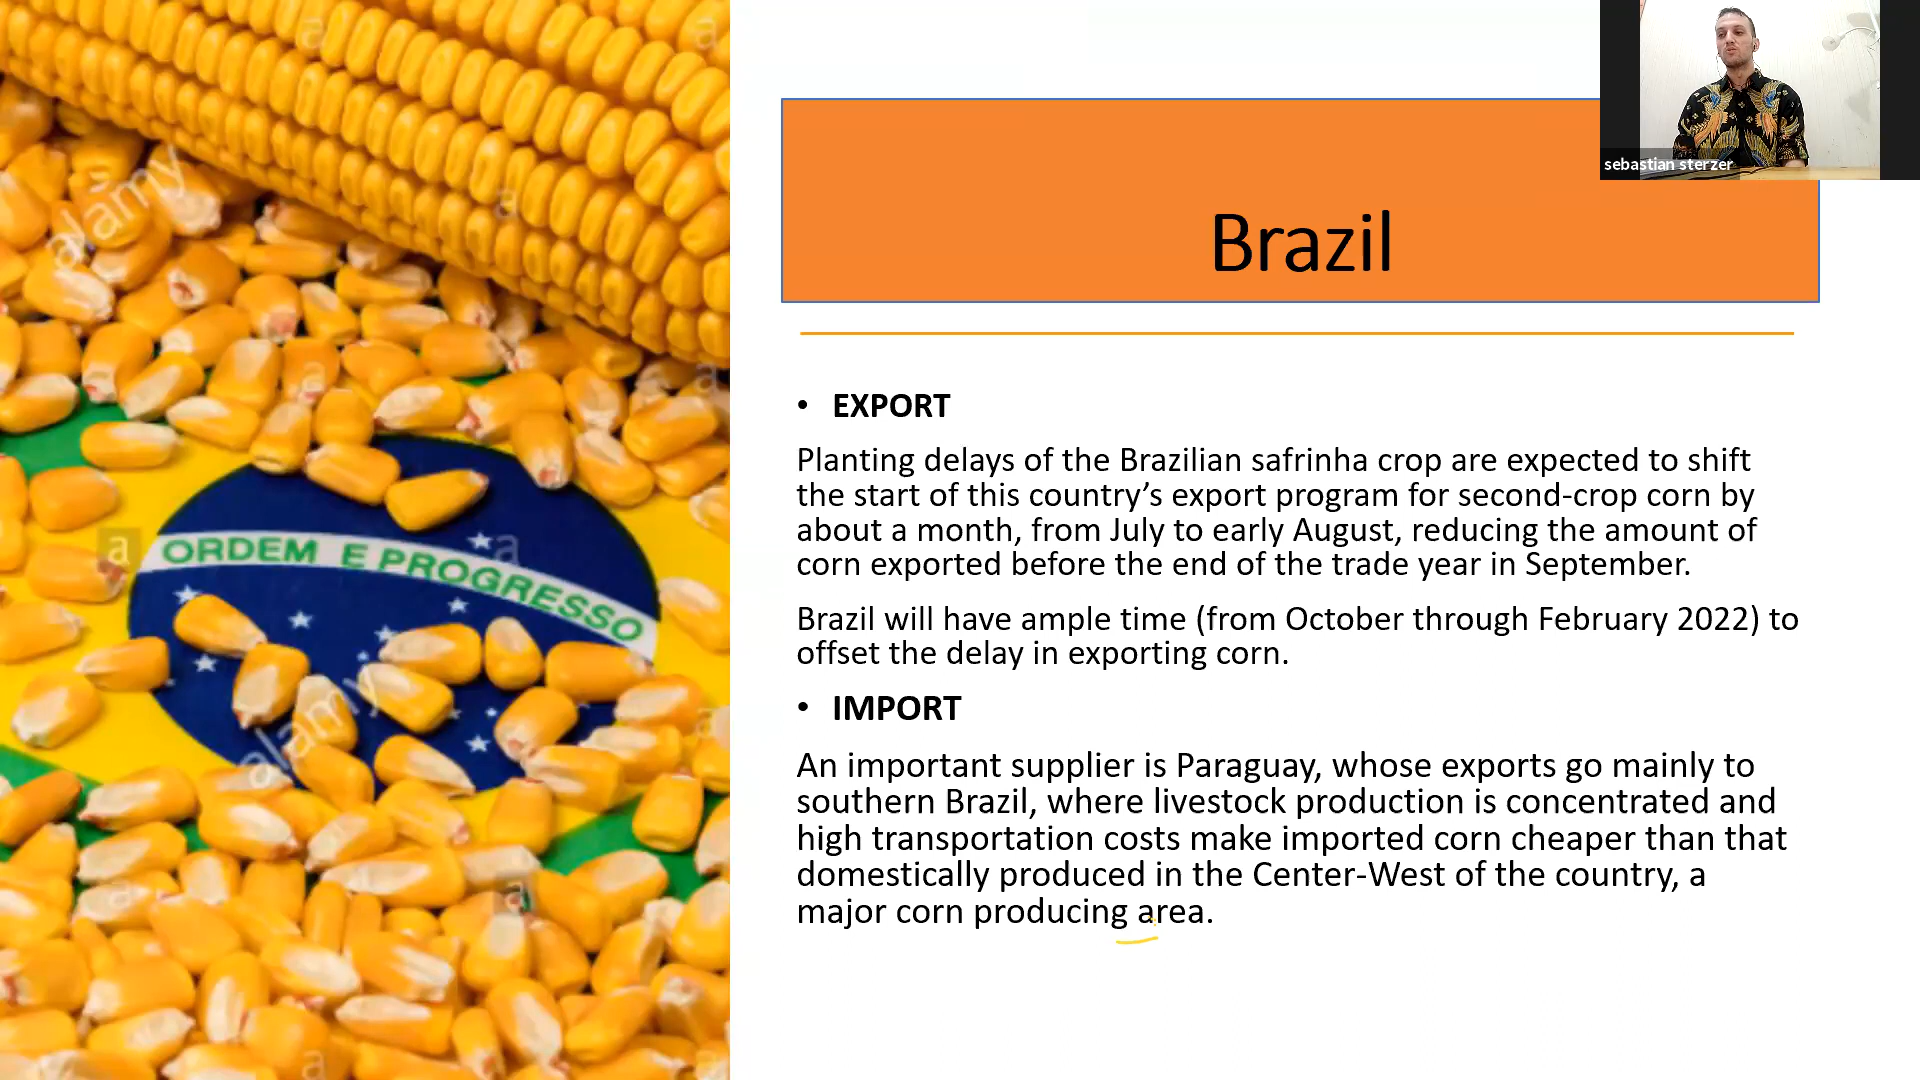 sebastian sterzer
Brazil
• EXPORT
Planting delays of the Brazilian safrinha crop are expected to shift
the start of this country’s export program for second-crop corn by
about a month, from July to early August, reducing the amount of
corn exported before the end of the trade year in September.
Brazil will have ample time (from October through February 2022) to
offset the delay in exporting corn.
• IMPORT
An important supplier is Paraguay, whose exports go mainly to
southern Brazil, where livestock production is concentrated and
high transportation costs make imported corn cheaper than that
domestically produced in the Center-West of the country, a
major corn producing area.
alamy
a
a
a
a
a
ORDEM E PROGRESSO
a
a
alamy
a
a
a
a